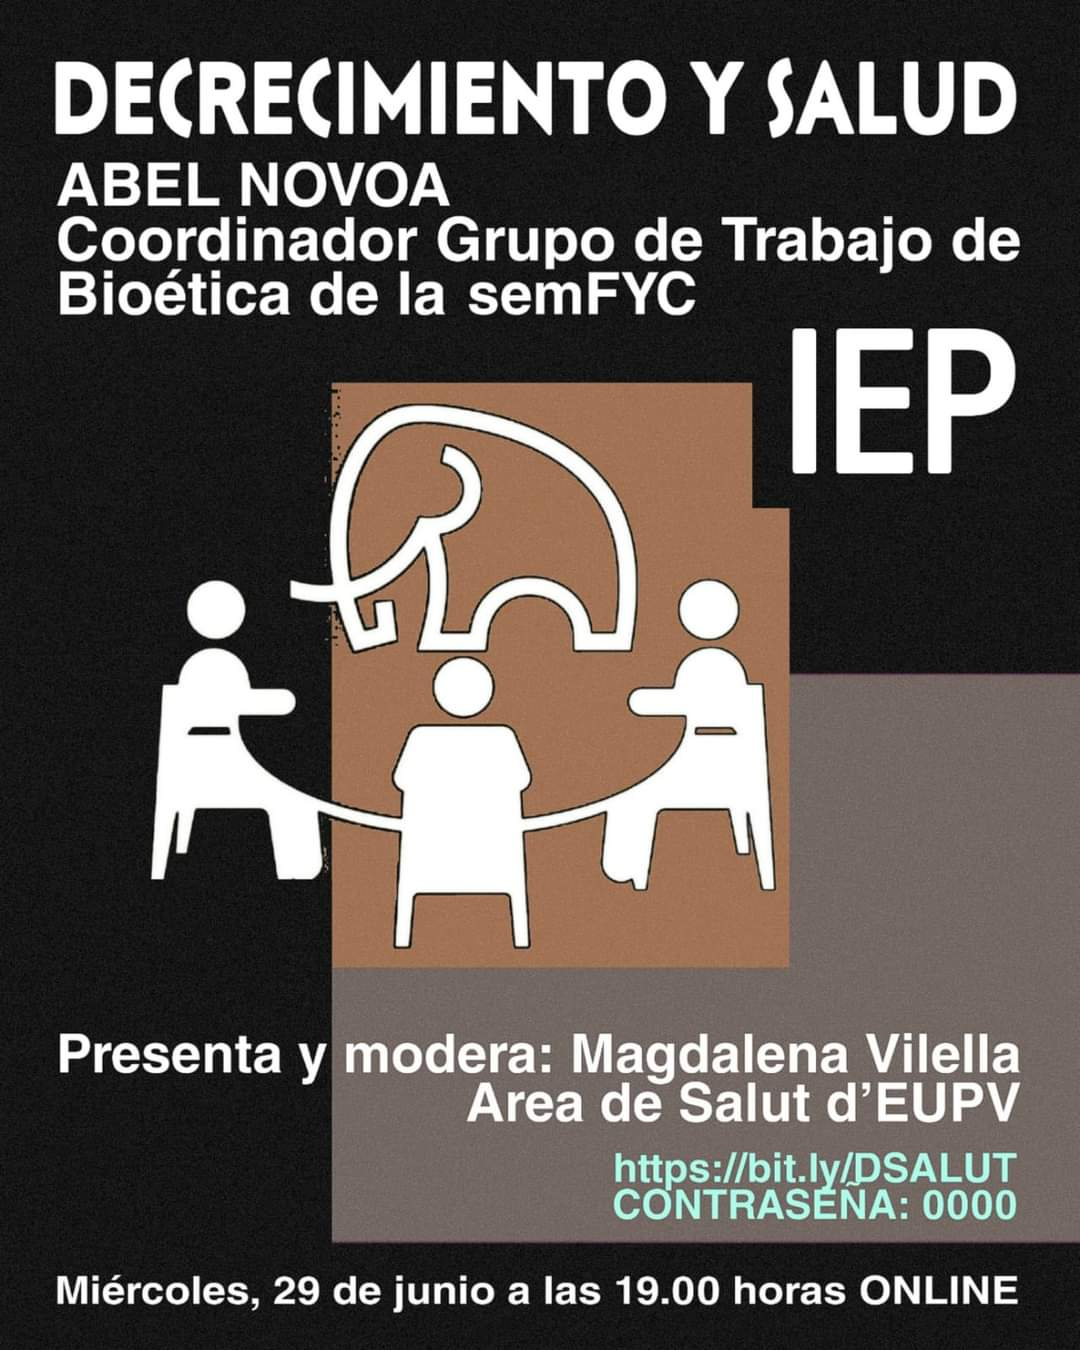 DECRECIMIENTO Y SALUD
ABEL NOVOA
Coordinador Grupo de Trabajo de
Bioética de la semFYC
IEP
Presenta y modera: Magdalena Vilella
Area de Salut d’EUPV
https://bit.ly/DSALUT
CONTRASEÑA: 0000
Miércoles, 29 de junio a las 19.00 horas ONLINE